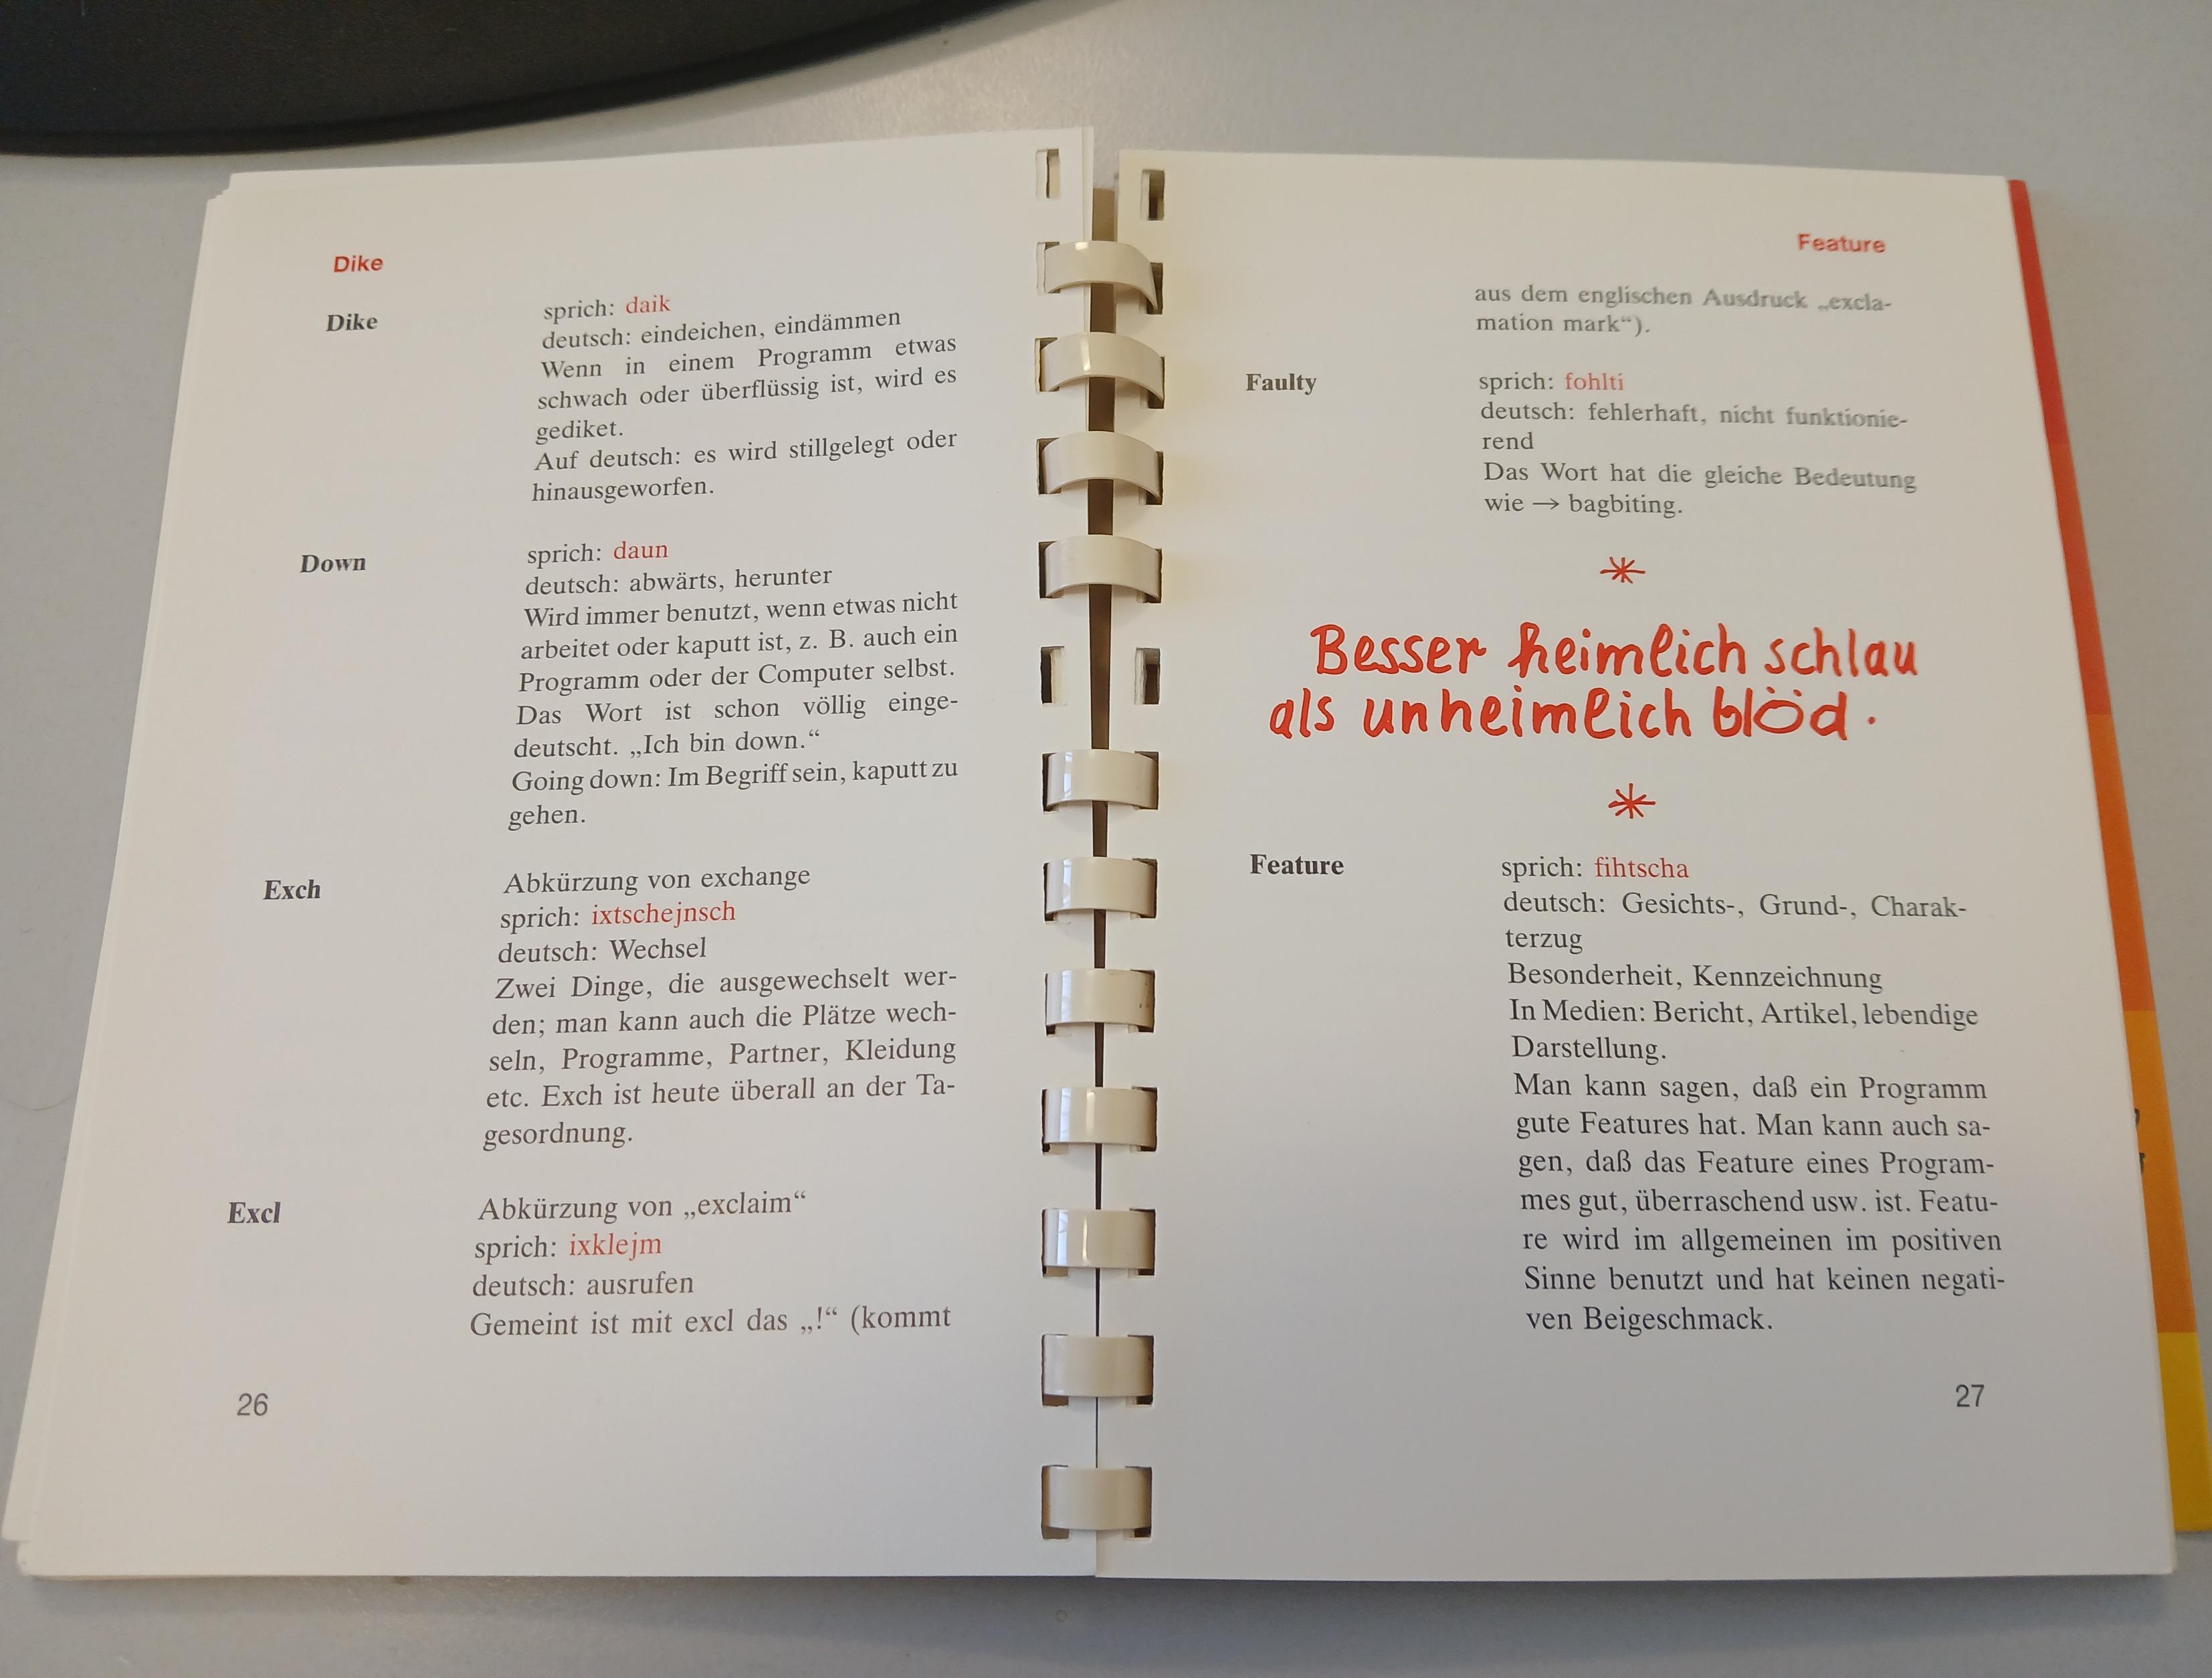 Dike
Dike
sprich: daik
deutsch: eindeichen, eindämmen
Wenn in einem Programm etwas
schwach oder überflüssig ist, wird es
gediket.
Auf deutsch: es wird stillgelegt oder
hinausgeworfen.
Down
sprich: daun
deutsch: abwärts, herunter
Wird immer benutzt, wenn etwas nicht
arbeitet oder kaputt ist, z. B. auch ein
Programm oder der Computer selbst.
Das Wort ist schon völlig einge-
deutscht. „Ich bin down.“
Going down: Im Begriff sein, kaputt zu
gehen.
Exch
Abkürzung von exchange
sprich: ixtschejnsch
deutsch: Wechsel
Zwei Dinge, die ausgewechselt wer-
den; man kann auch die Plätze wech-
seln, Programme, Partner, Kleidung
etc. Exch ist heute überall an der Ta-
gesordnung.
Excl
Abkürzung von „exclaim“
sprich: ixklejm
deutsch: ausrufen
Gemeint ist mit excl das „!“ (kommt
26
Feature
aus dem englischen Ausdruck „excla-
mation mark“).
Faulty
sprich: fohlti
deutsch: fehlerhaft, nicht funktionie-
rend
Das Wort hat die gleiche Bedeutung
wie → bagbiting.
*
Besser heimlich schlau
als unheimlich blöd.
*
Feature
sprich: fihtscha
deutsch: Gesichts-, Grund-, Charak-
terzug
Besonderheit, Kennzeichnung
In Medien: Bericht, Artikel, lebendige
Darstellung.
Man kann sagen, daß ein Programm
gute Features hat. Man kann auch sa-
gen, daß das Feature eines Program-
mes gut, überraschend usw. ist. Featu-
re wird im allgemeinen im positiven
Sinne benutzt und hat keinen negati-
ven Beigeschmack.
27